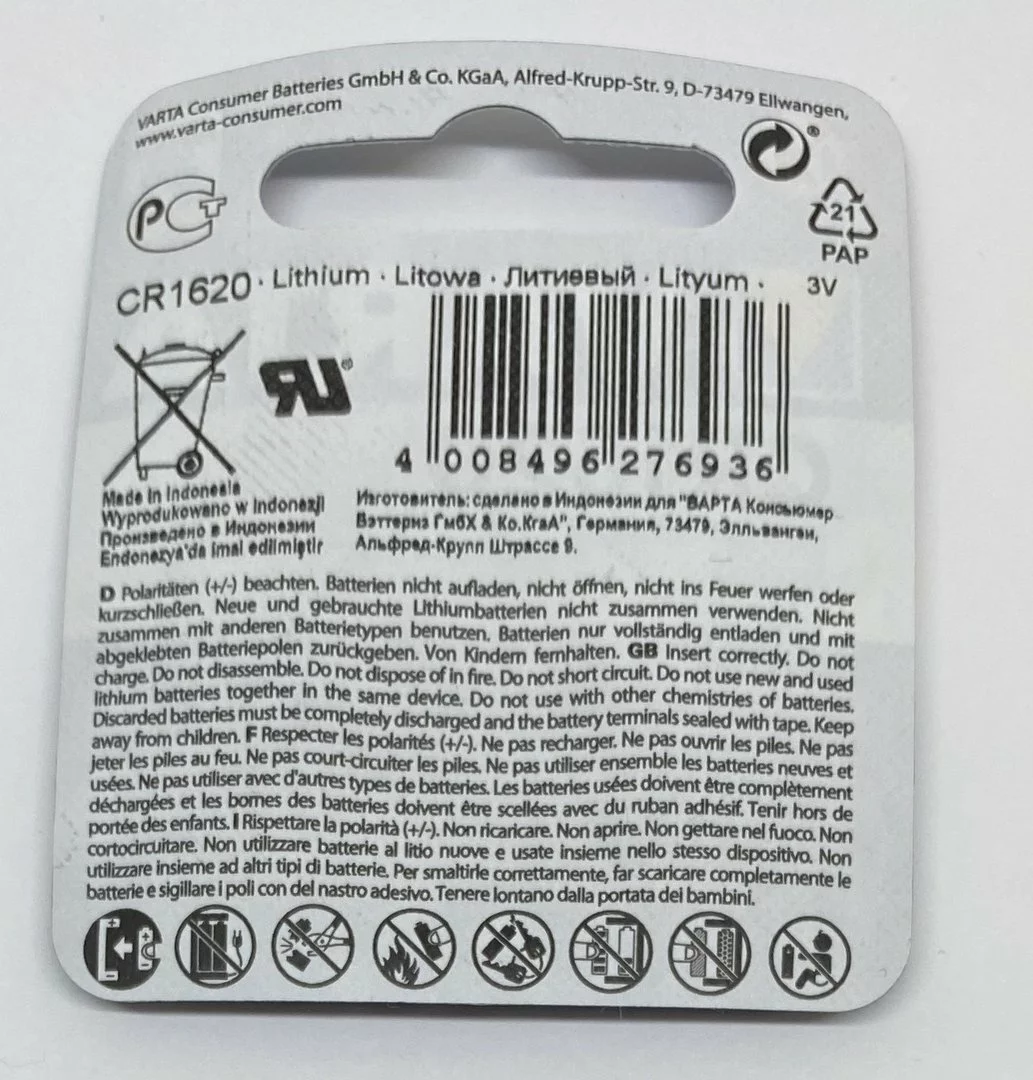 VARTA Consumer Batteries GmbH & Co. KGaA, Alfred-Krupp-Str. 9, D-73479 Ellwangen,
www.varta-consumer.com
®
РСТ
21
PAP
CR1620 · Lithium · Litowa · Литиевый · Lityum · 3V
RU®
4 008496 276936
Made in Indonesia
Wyprodukowano w Indonezji
Произведено в Индонезии
Endonezya'da imal edilmiştir
Изготовитель: сделано в Индонезии для "ВАРТА Консьюмер
Бэттериз ГмбХ & Ко.КгаА", Германия, 73479, Элльванген,
Альфред-Крупп Штрассе 9.
D Polaritäten (+/-) beachten. Batterien nicht aufladen, nicht öffnen, nicht ins Feuer werfen oder
kurzschließen. Neue und gebrauchte Lithiumbatterien nicht zusammen verwenden. Nicht
zusammen mit anderen Batterietypen benutzen. Batterien nur vollständig entladen und mit
abgeklebten Batteriepolen zurückgeben. Von Kindern fernhalten. GB Insert correctly. Do not
charge. Do not disassemble. Do not dispose of in fire. Do not short circuit. Do not use new and used
lithium batteries together in the same device. Do not use with other chemistries of batteries.
Discarded batteries must be completely discharged and the battery terminals sealed with tape. Keep
away from children. F Respecter les polarités (+/-). Ne pas recharger. Ne pas ouvrir les piles. Ne pas
jeter les piles au feu. Ne pas court-circuiter les piles. Ne pas utiliser ensemble les batteries neuves et
usées. Ne pas utiliser avec d'autres types de batteries. Les batteries usées doivent être complètement
déchargées et les bornes des batteries doivent être scellées avec du ruban adhésif. Tenir hors de
portée des enfants. I Rispettare la polarità (+/-). Non ricaricare. Non aprire. Non gettare nel fuoco. Non
cortocircuitare. Non utilizzare batterie al litio nuove e usate insieme nello stesso dispositivo. Non
utilizzare insieme ad altri tipi di batterie. Per smaltirle correttamente, far scaricare completamente le
batterie e sigillare i poli con del nastro adesivo. Tenere lontano dalla portata dei bambini.